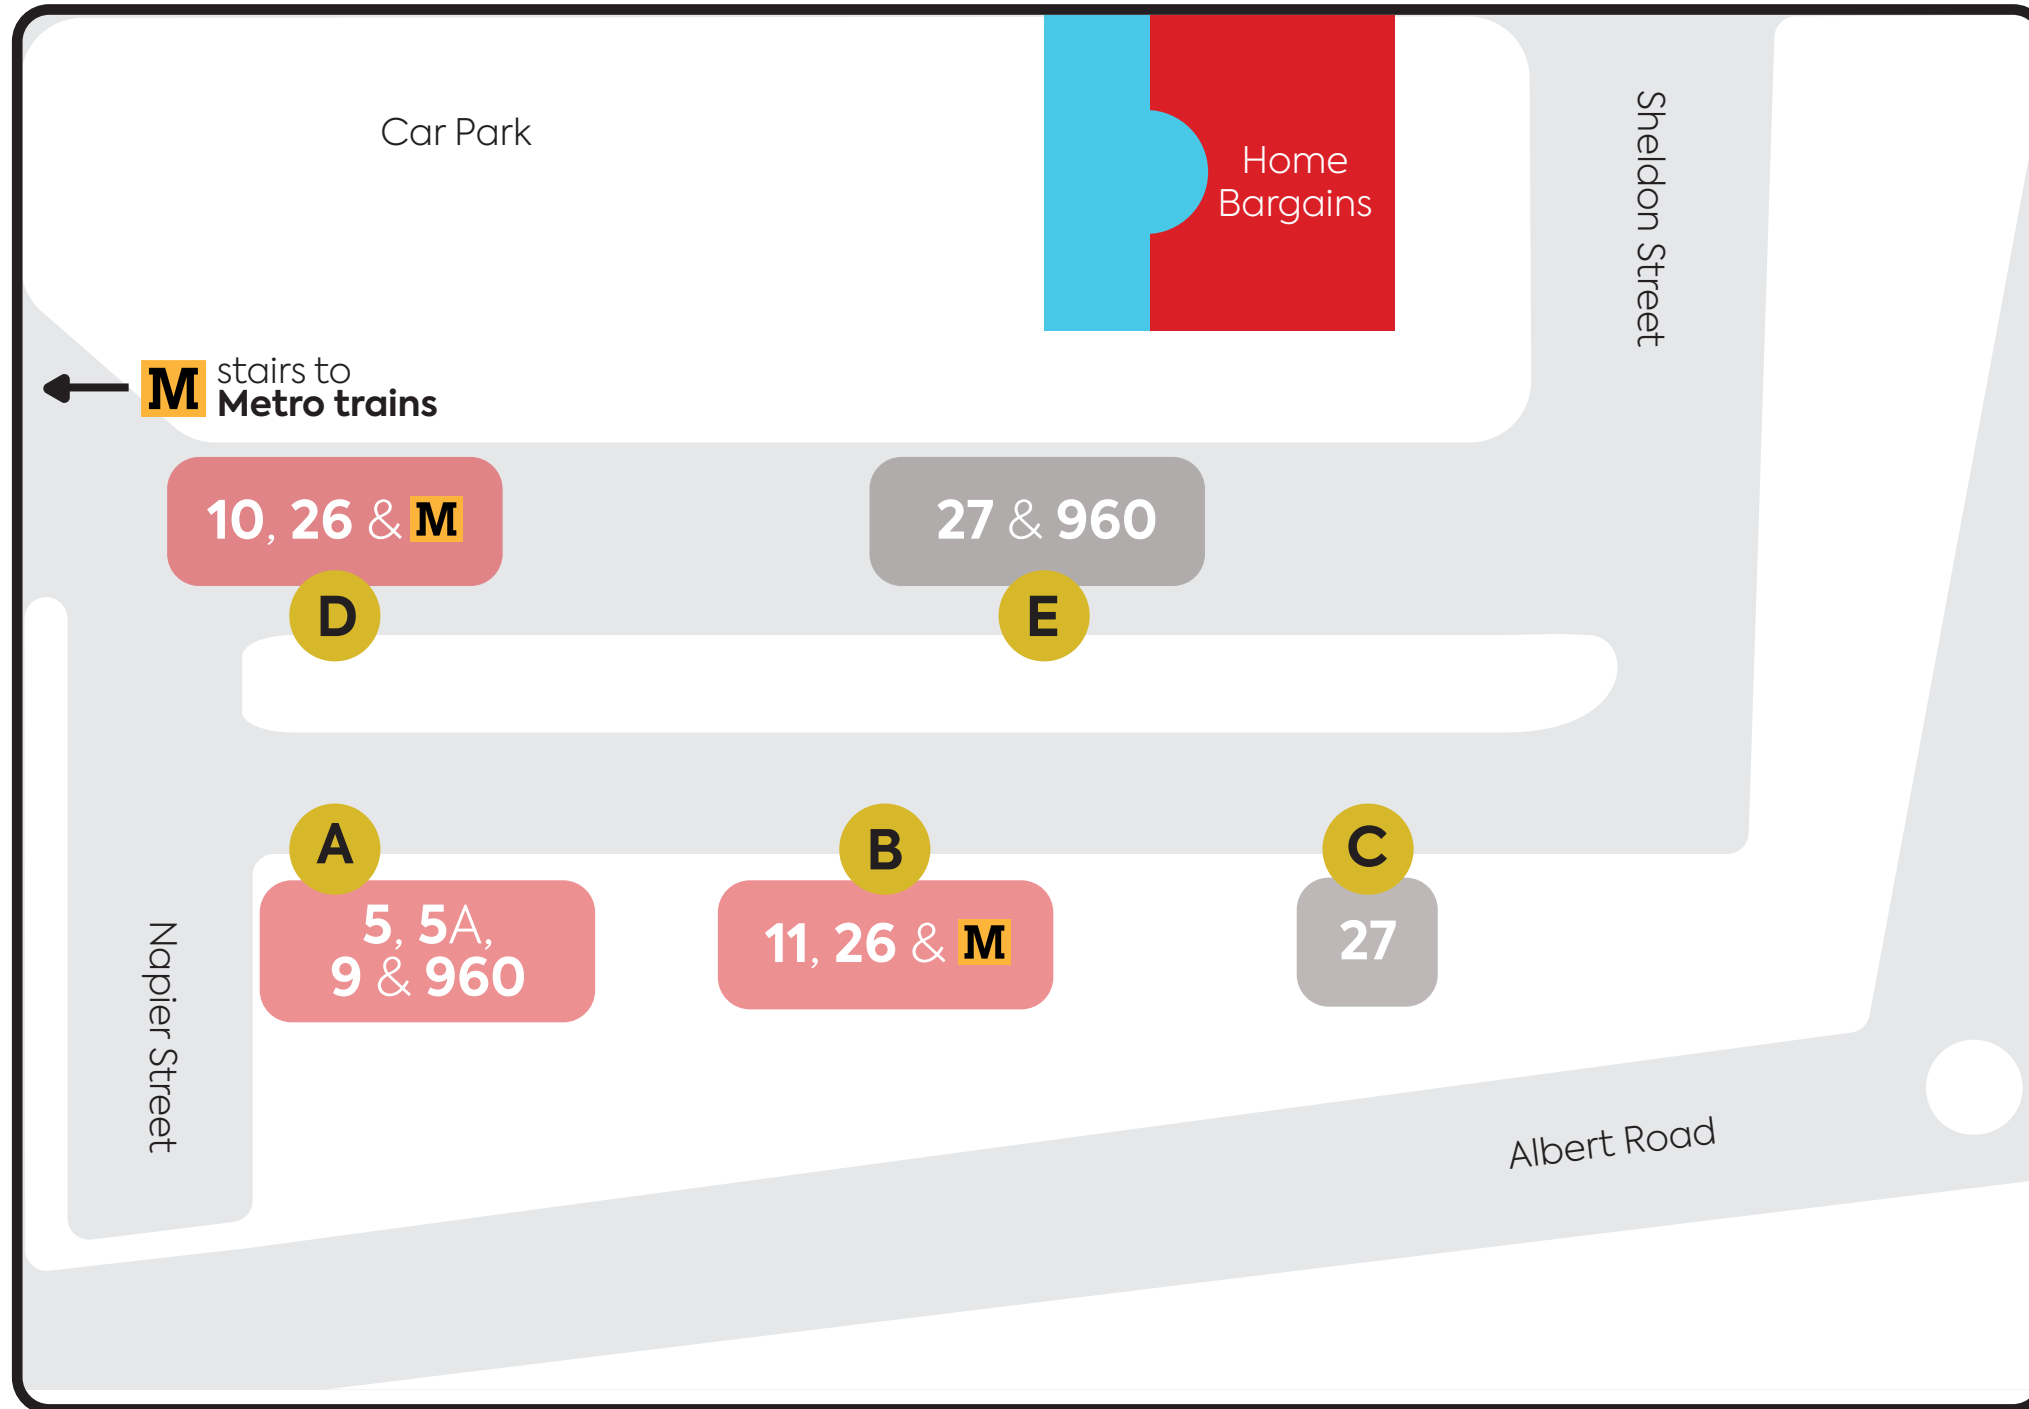 Car Park
Home
Bargains
Sheldon Street
M stairs to
Metro trains
10, 26 & M
27 & 960
D
E
A
B
C
5, 5A,
9 & 960
11, 26 & M
27
Napier Street
Albert Road